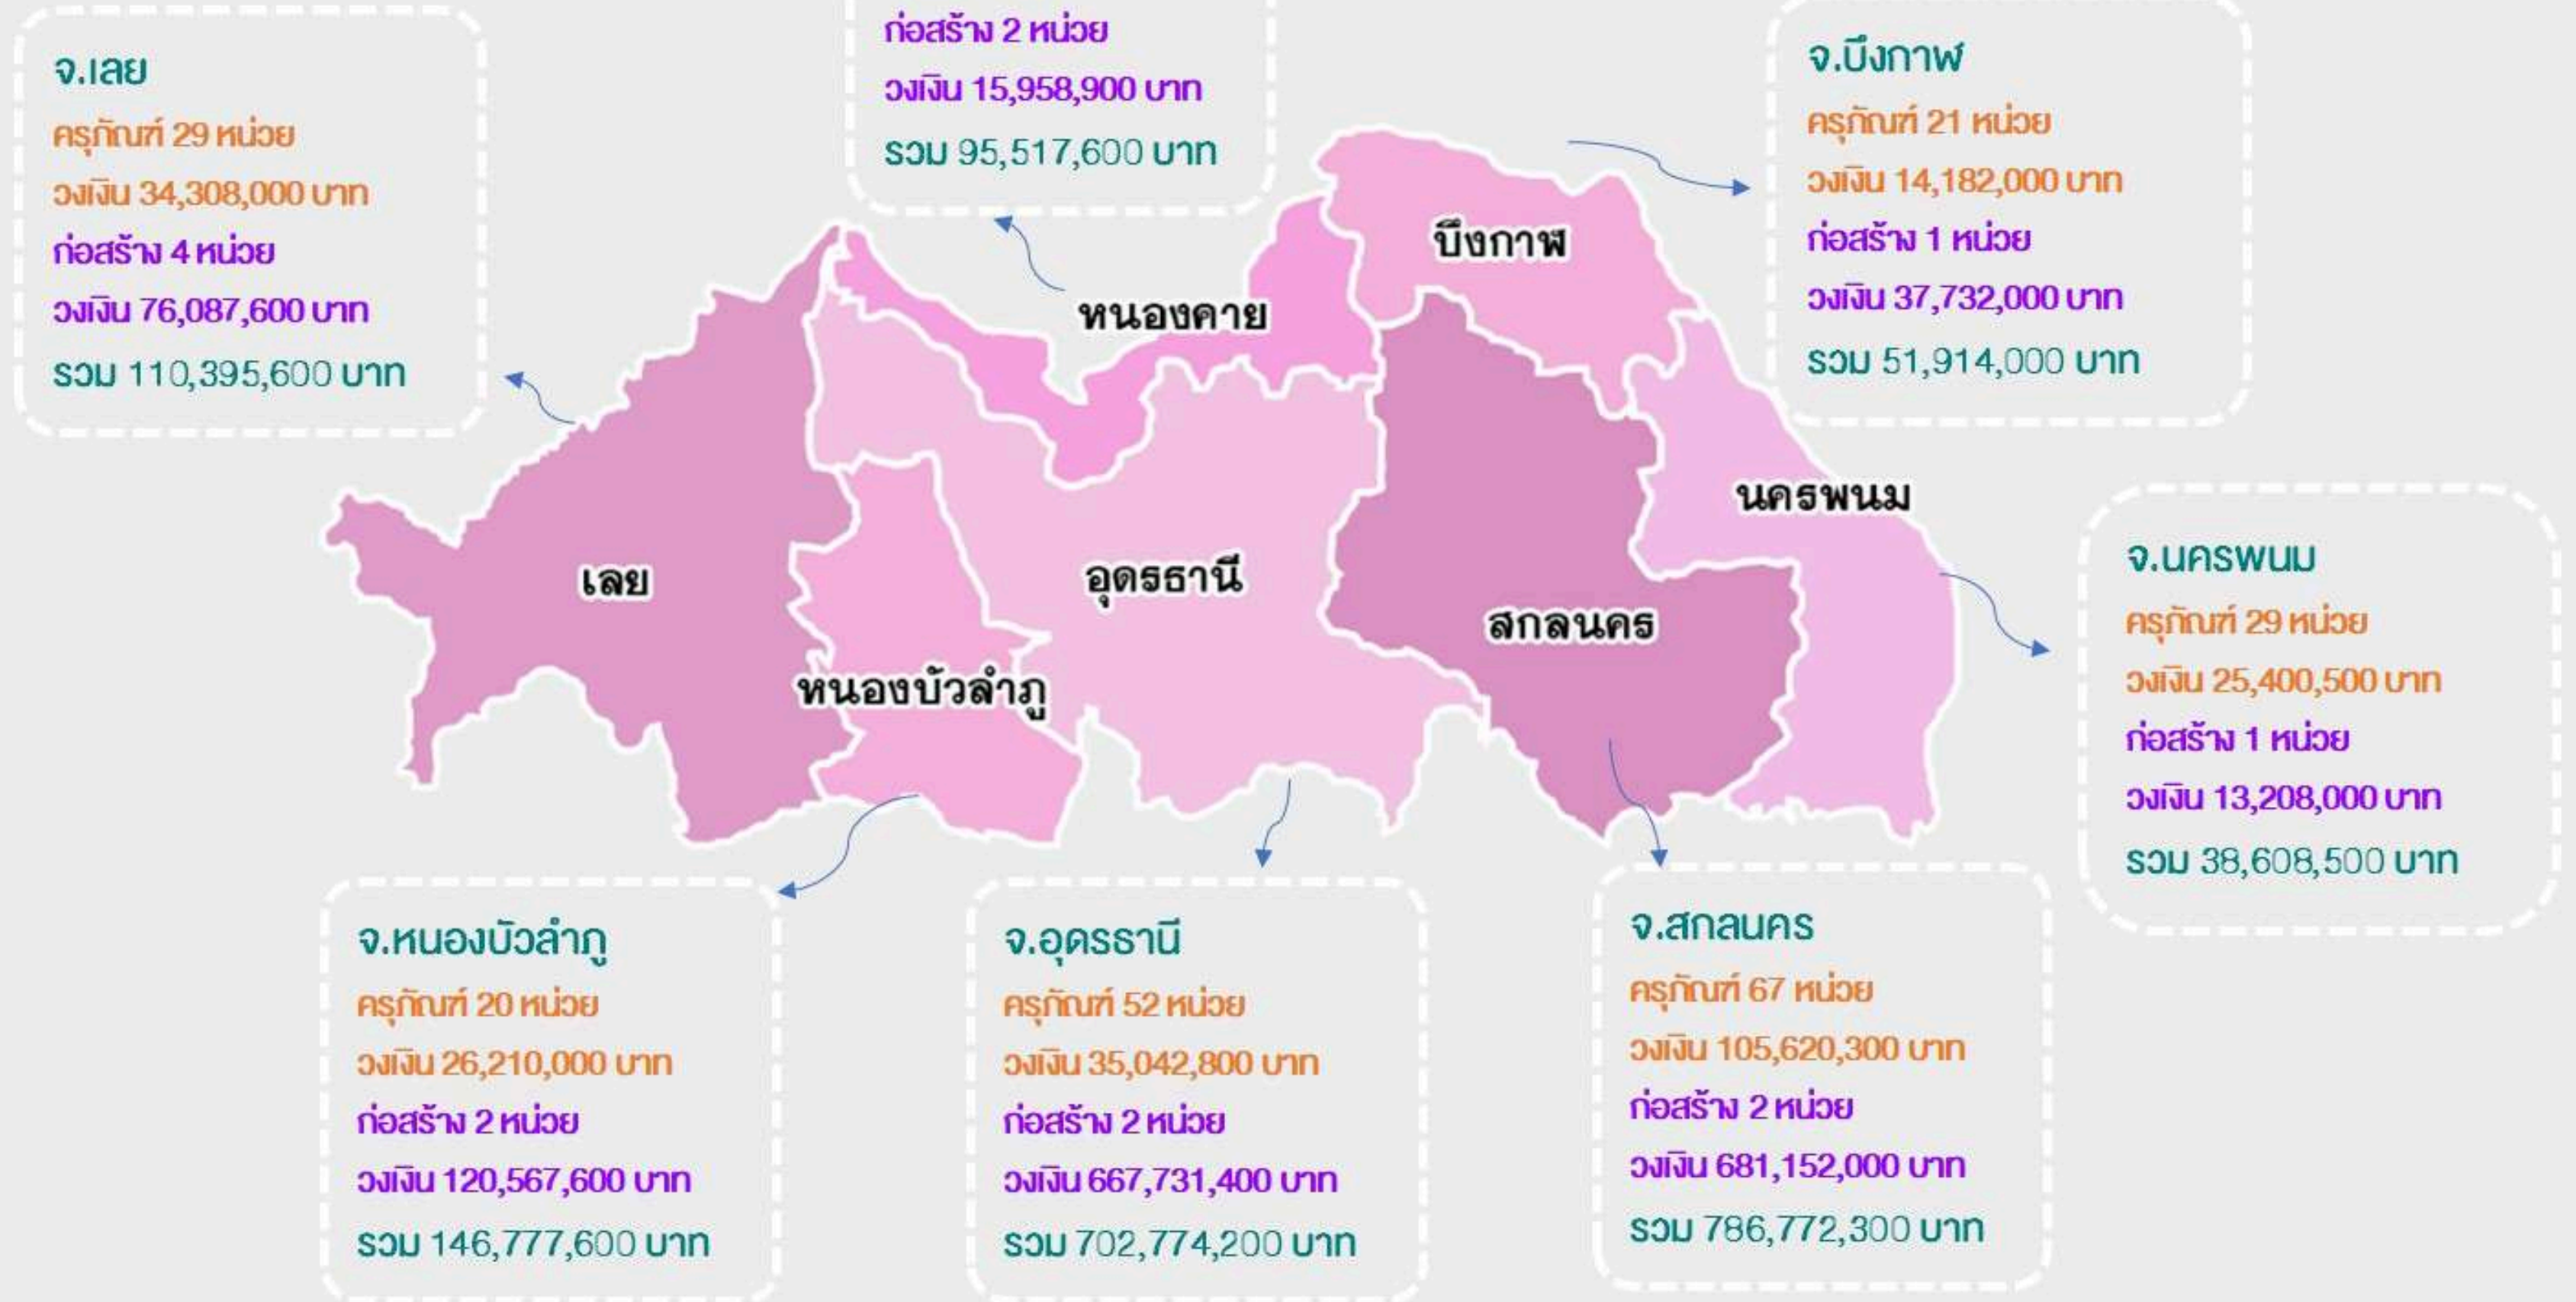 จ.เลย
ครุภัณฑ์ 29 หน่วย
วงเงิน 34,308,000 บาท
ก่อสร้าง 4 หน่วย
วงเงิน 76,087,600 บาท
รวม 110,395,600 บาท
ก่อสร้าง 2 หน่วย
วงเงิน 15,958,900 บาท
รวม 95,517,600 บาท
จ.บึงกาฬ
ครุภัณฑ์ 21 หน่วย
วงเงิน 14,182,000 บาท
ก่อสร้าง 1 หน่วย
วงเงิน 37,732,000 บาท
รวม 51,914,000 บาท
บึงกาฬ
หนองคาย
นครพนม
เลย
อุดรธานี
สกลนคร
หนองบัวลำภู
จ.นครพนม
ครุภัณฑ์ 29 หน่วย
วงเงิน 25,400,500 บาท
ก่อสร้าง 1 หน่วย
วงเงิน 13,208,000 บาท
รวม 38,608,500 บาท
จ.หนองบัวลำภู
ครุภัณฑ์ 20 หน่วย
วงเงิน 26,210,000 บาท
ก่อสร้าง 2 หน่วย
วงเงิน 120,567,600 บาท
รวม 146,777,600 บาท
จ.อุดรธานี
ครุภัณฑ์ 52 หน่วย
วงเงิน 35,042,800 บาท
ก่อสร้าง 2 หน่วย
วงเงิน 667,731,400 บาท
รวม 702,774,200 บาท
จ.สกลนคร
ครุภัณฑ์ 67 หน่วย
วงเงิน 105,620,300 บาท
ก่อสร้าง 2 หน่วย
วงเงิน 681,152,000 บาท
รวม 786,772,300 บาท